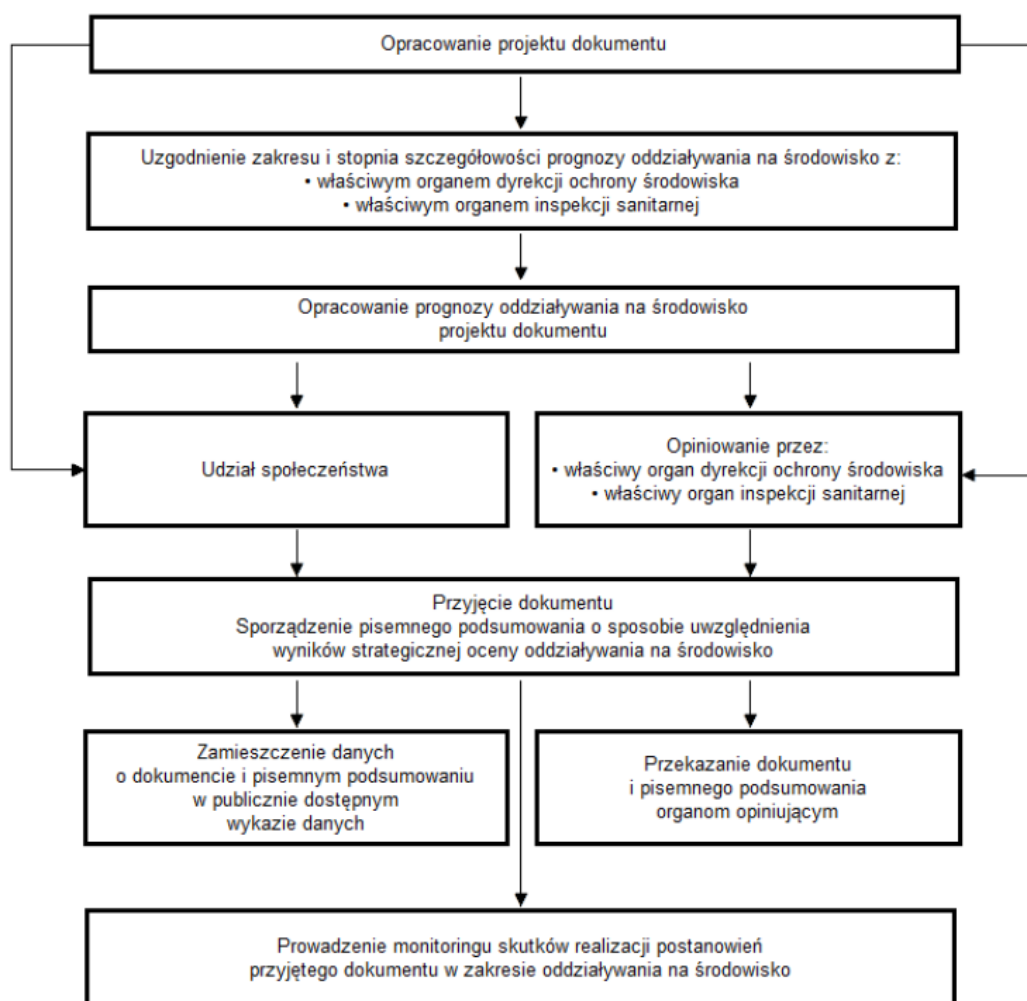 Opracowanie projektu dokumentu
Uzgodnienie zakresu i stopnia szczegółowości prognozy oddziaływania na środowisko z:
• właściwym organem dyrekcji ochrony środowiska
• właściwym organem inspekcji sanitarnej
Opracowanie prognozy oddziaływania na środowisko
projektu dokumentu
Udział społeczeństwa
Opiniowanie przez:
• właściwy organ dyrekcji ochrony środowiska
• właściwy organ inspekcji sanitarnej
Przyjęcie dokumentu
Sporządzenie pisemnego podsumowania o sposobie uwzględnienia
wyników strategicznej oceny oddziaływania na środowisko
Zamieszczenie danych
o dokumencie i pisemnym podsumowaniu
w publicznie dostępnym
wykazie danych
Przekazanie dokumentu
i pisemnego podsumowania
organom opiniującym
Prowadzenie monitoringu skutków realizacji postanowień
przyjętego dokumentu w zakresie oddziaływania na środowisko